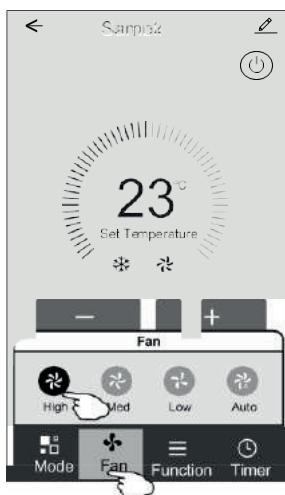 23°C
Set Temperature
− +
Fan
High Med Low Auto
Mode Fan Function Timer